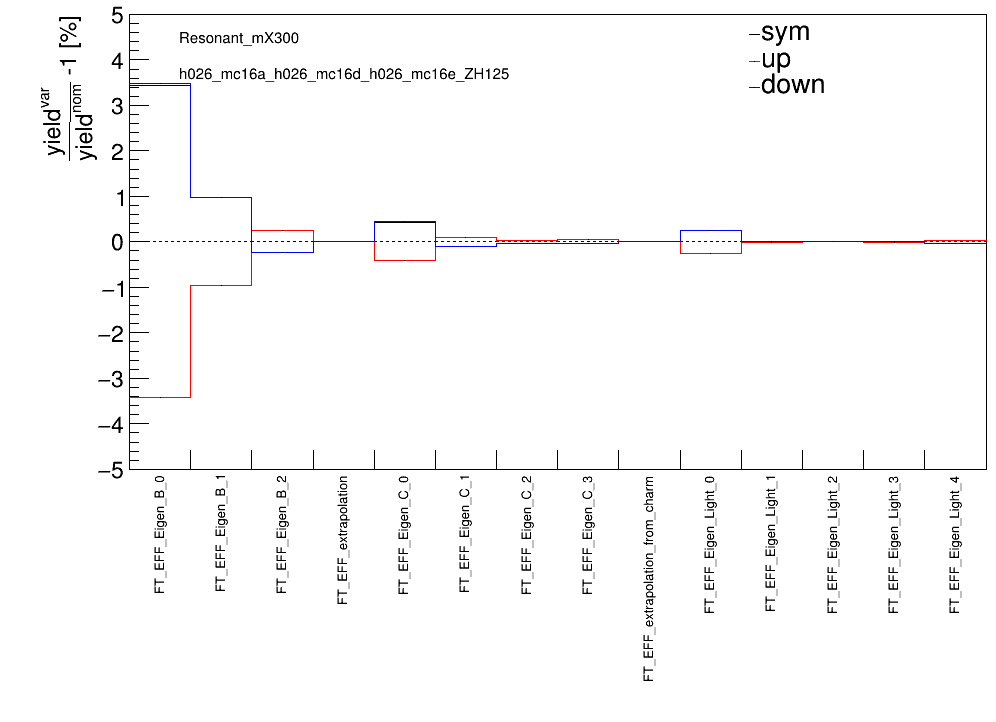 yield^var / yield^nom -1 [%]
5
4
3
2
1
0
−1
−2
−3
−4
−5
Resonant_mX300
h026_mc16a_h026_mc16d_h026_mc16e_ZH125
sym
up
down
FT_EFF_Eigen_B_0
FT_EFF_Eigen_B_1
FT_EFF_Eigen_B_2
FT_EFF_extrapolation
FT_EFF_Eigen_C_0
FT_EFF_Eigen_C_1
FT_EFF_Eigen_C_2
FT_EFF_Eigen_C_3
FT_EFF_extrapolation_from_charm
FT_EFF_Eigen_Light_0
FT_EFF_Eigen_Light_1
FT_EFF_Eigen_Light_2
FT_EFF_Eigen_Light_3
FT_EFF_Eigen_Light_4